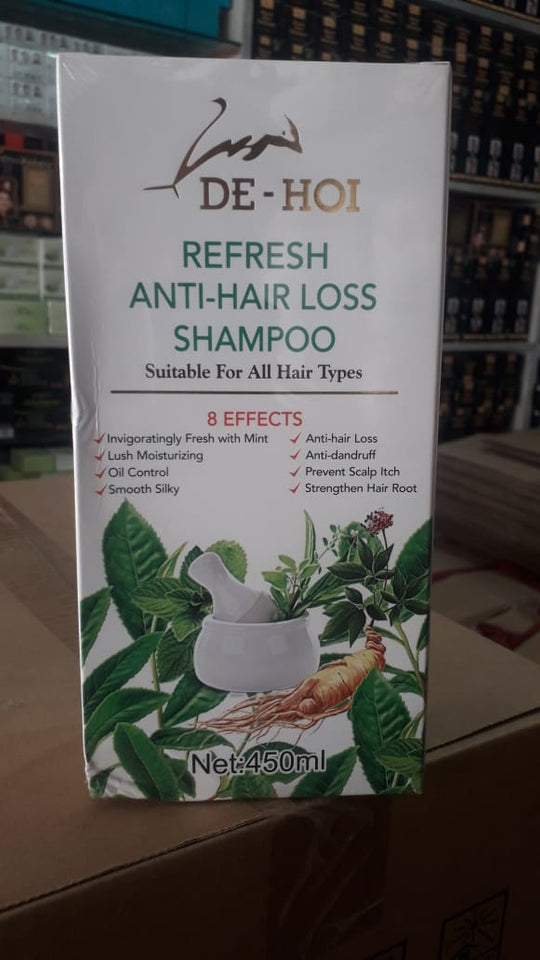 DE-HOI
REFRESH
ANTI-HAIR LOSS
SHAMPOO
Suitable For All Hair Types
8 EFFECTS
✓Invigoratingly Fresh with Mint
✓Lush Moisturizing
✓Oil Control
✓Smooth Silky
✓Anti-hair Loss
✓Anti-dandruff
✓Prevent Scalp Itch
✓Strengthen Hair Root
Net:450ml